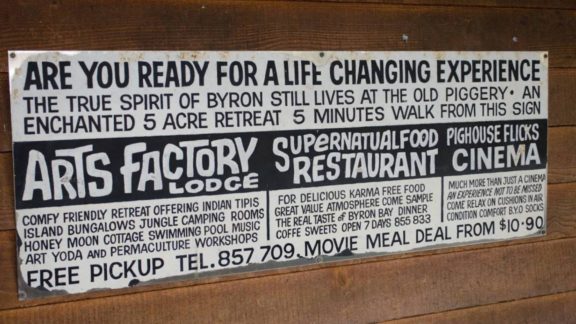 ARE YOU READY FOR A LIFE CHANGING EXPERIENCE
THE TRUE SPIRIT OF BYRON STILL LIVES AT THE OLD PIGGERY • AN
ENCHANTED 5 ACRE RETREAT 5 MINUTES WALK FROM THIS SIGN
ARTS FACTORY
LODGE
COMFY FRIENDLY RETREAT OFFERING INDIAN TIPIS
ISLAND BUNGALOWS JUNGLE CAMPING ROOMS
HONEY MOON COTTAGE SWIMMING POOL MUSIC
ART YOGA AND PERMACULTURE WORKSHOPS
SUPERNATUALFOOD
RESTAURANT
FOR DELICIOUS KARMA FREE FOOD
GREAT VALUE ATMOSPHERE COME SAMPLE
THE REAL TASTE of BYRON BAY DINNER
COFFE SWEETS OPEN 7 DAYS 855 833
PIGHOUSE FLICKS
CINEMA
MUCH MORE THAN JUST A CINEMA
AN EXPERIENCE NOT TO BE MISSED
COME RELAX ON CUSHIONS IN AIR
CONDITION COMFORT B.Y.O SOCKS
FREE PICKUP TEL. 857 709. MOVIE MEAL DEAL FROM $10·90